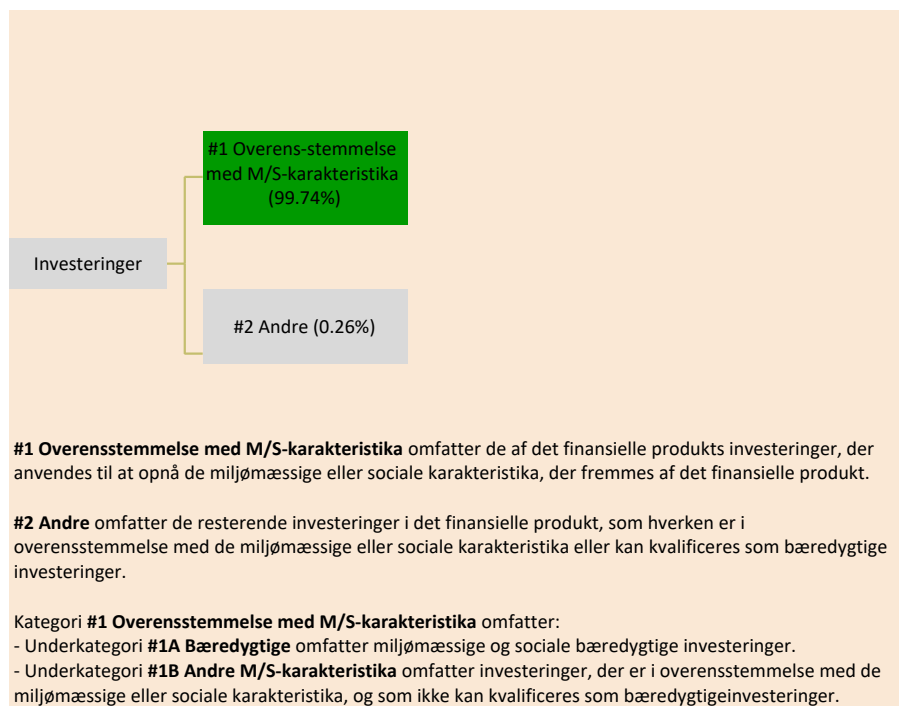 #1 Overens-stemmelse
med M/S-karakteristika
(99.74%)
Investeringer
#2 Andre (0.26%)
#1 Overensstemmelse med M/S-karakteristika omfatter de af det finansielle produkts investeringer, der
anvendes til at opnå de miljømæssige eller sociale karakteristika, der fremmes af det finansielle produkt.
#2 Andre omfatter de resterende investeringer i det finansielle produkt, som hverken er i
overensstemmelse med de miljømæssige eller sociale karakteristika eller kan kvalificeres som bæredygtige
investeringer.
Kategori #1 Overensstemmelse med M/S-karakteristika omfatter:
- Underkategori #1A Bæredygtige omfatter miljømæssige og sociale bæredygtige investeringer.
- Underkategori #1B Andre M/S-karakteristika omfatter investeringer, der er i overensstemmelse med de
miljømæssige eller sociale karakteristika, og som ikke kan kvalificeres som bæredygtigeinvesteringer.